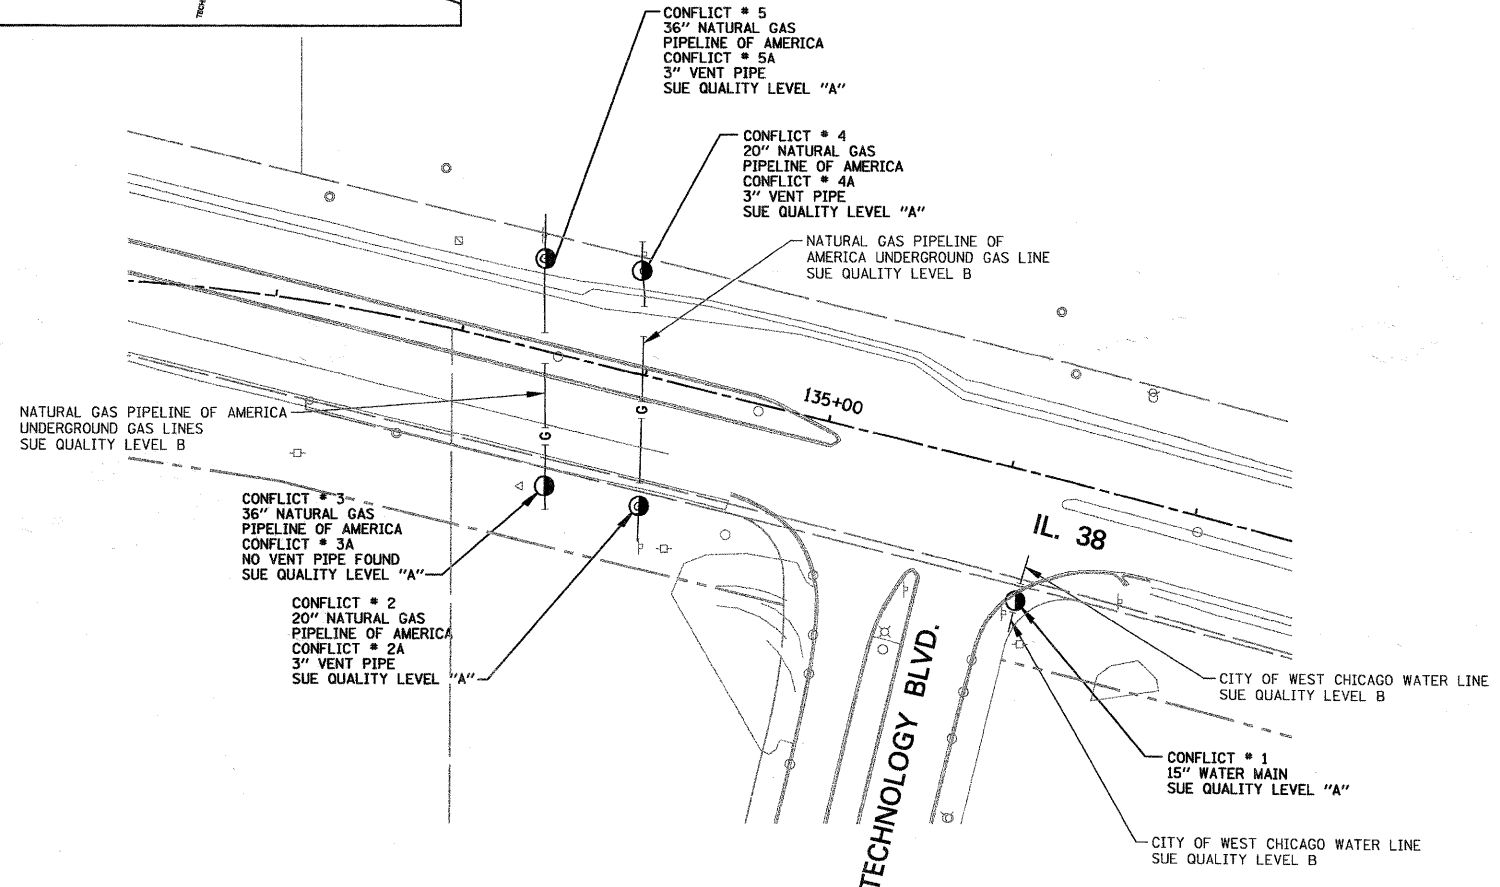 TECH
CONFLICT # 5
36" NATURAL GAS
PIPELINE OF AMERICA
CONFLICT # 5A
3" VENT PIPE
SUE QUALITY LEVEL "A"
CONFLICT # 4
20" NATURAL GAS
PIPELINE OF AMERICA
CONFLICT # 4A
3" VENT PIPE
SUE QUALITY LEVEL "A"
NATURAL GAS PIPELINE OF
AMERICA UNDERGROUND GAS LINE
SUE QUALITY LEVEL B
135+00
NATURAL GAS PIPELINE OF AMERICA
UNDERGROUND GAS LINES
SUE QUALITY LEVEL B
G
G
CONFLICT # 3
36" NATURAL GAS
PIPELINE OF AMERICA
CONFLICT # 3A
NO VENT PIPE FOUND
SUE QUALITY LEVEL "A"
IL. 38
CONFLICT # 2
20" NATURAL GAS
PIPELINE OF AMERICA
CONFLICT # 2A
3" VENT PIPE
SUE QUALITY LEVEL "A"
TECHNOLOGY BLVD.
CITY OF WEST CHICAGO WATER LINE
SUE QUALITY LEVEL B
CONFLICT # 1
15" WATER MAIN
SUE QUALITY LEVEL "A"
CITY OF WEST CHICAGO WATER LINE
SUE QUALITY LEVEL B